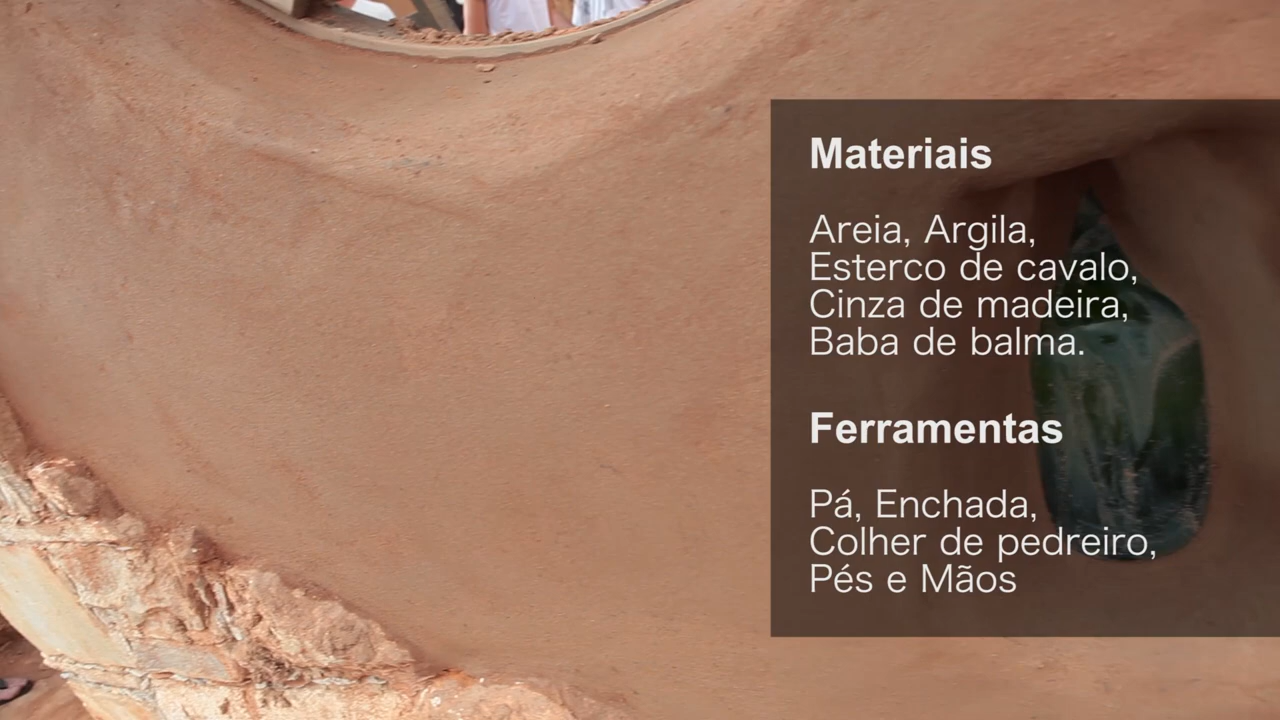 Materiais
Areia, Argila,
Esterco de cavalo,
Cinza de madeira,
Baba de balma.
Ferramentas
Pá, Enchada,
Colher de pedreiro,
Pés e Mãos